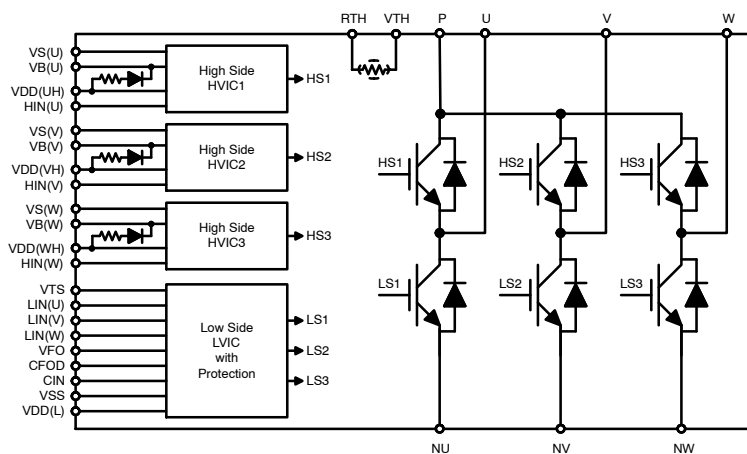 RTH VTH P U V W
VS(U)
VB(U)
VDD(UH)
HIN(U)
High Side
HVIC1
HS1
VS(V)
VB(V)
VDD(VH)
HIN(V)
High Side
HVIC2
HS2
VS(W)
VB(W)
VDD(WH)
HIN(W)
High Side
HVIC3
HS3
VTS
LIN(U)
LIN(V)
LIN(W)
VFO
CFOD
CIN
VSS
VDD(L)
Low Side
LVIC
with
Protection
LS1
LS2
LS3
HS1 HS2 HS3
LS1 LS2 LS3
NU NV NW